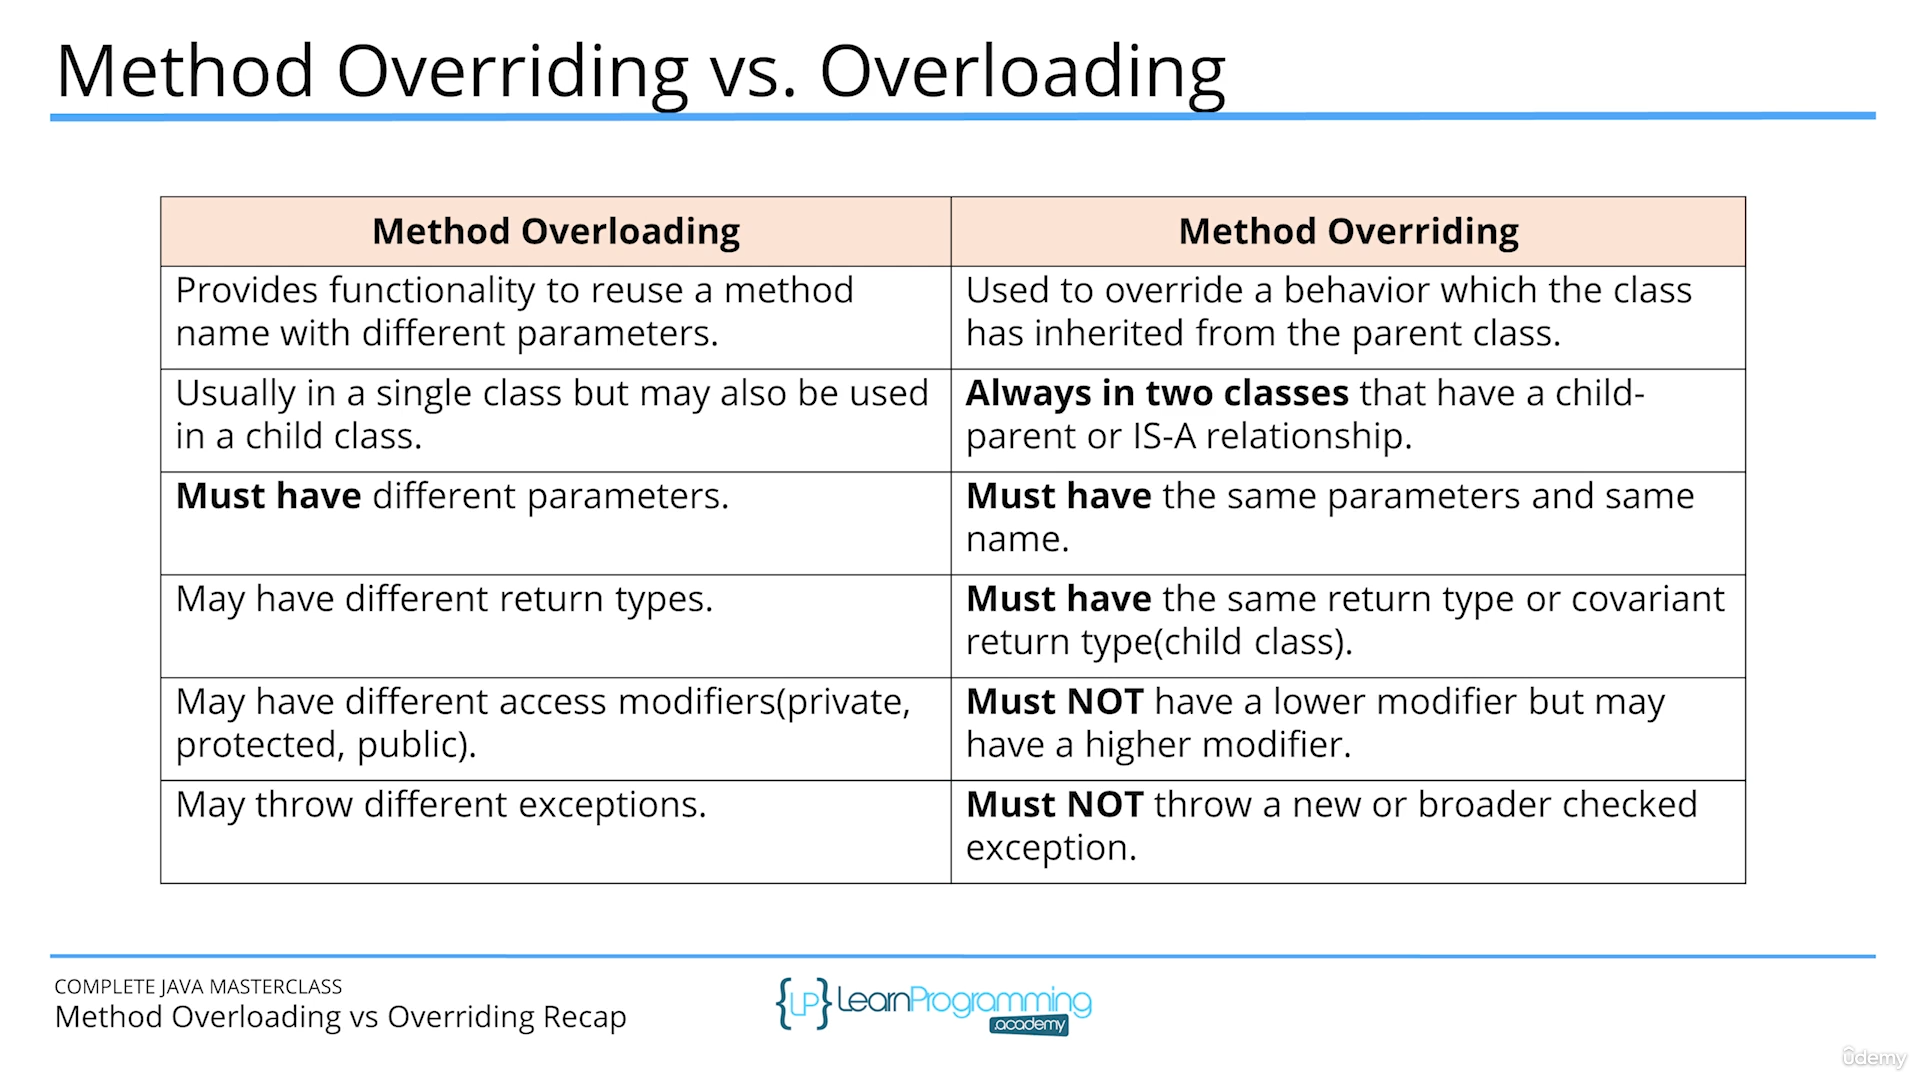 Method Overriding vs. Overloading
Method Overloading
Method Overriding
Provides functionality to reuse a method
name with different parameters.
Used to override a behavior which the class
has inherited from the parent class.
Usually in a single class but may also be used
in a child class.
Always in two classes that have a child-
parent or IS-A relationship.
Must have different parameters.
Must have the same parameters and same
name.
May have different return types.
Must have the same return type or covariant
return type(child class).
May have different access modifiers(private,
protected, public).
Must NOT have a lower modifier but may
have a higher modifier.
May throw different exceptions.
Must NOT throw a new or broader checked
exception.
COMPLETE JAVA MASTERCLASS
Method Overloading vs Overriding Recap
{LP} LearnProgramming
.academy
ûdemy